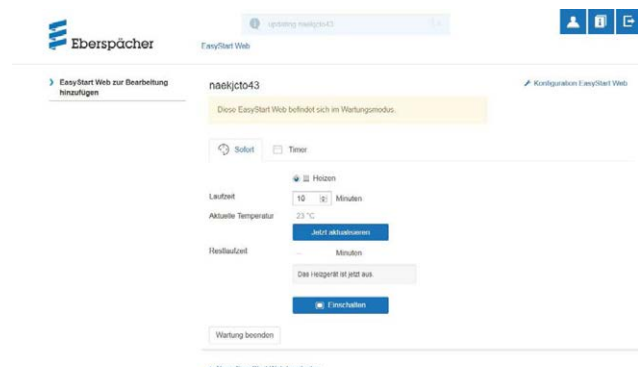 updating naekjcto43
Eberspächer
EasyStart Web
EasyStart Web zur Bearbeitung
hinzufügen
naekjcto43
Konfiguration EasyStart Web
Diese EasyStart Web befindet sich im Wartungsmodus.
Sofort
Timer
Heizen
Laufzeit
10
Minuten
Aktuelle Temperatur
23 °C
Jetzt aktualisieren
Restlaufzeit
-- Minuten
Das Heizgerät ist jetzt aus.
Einschalten
Wartung beenden